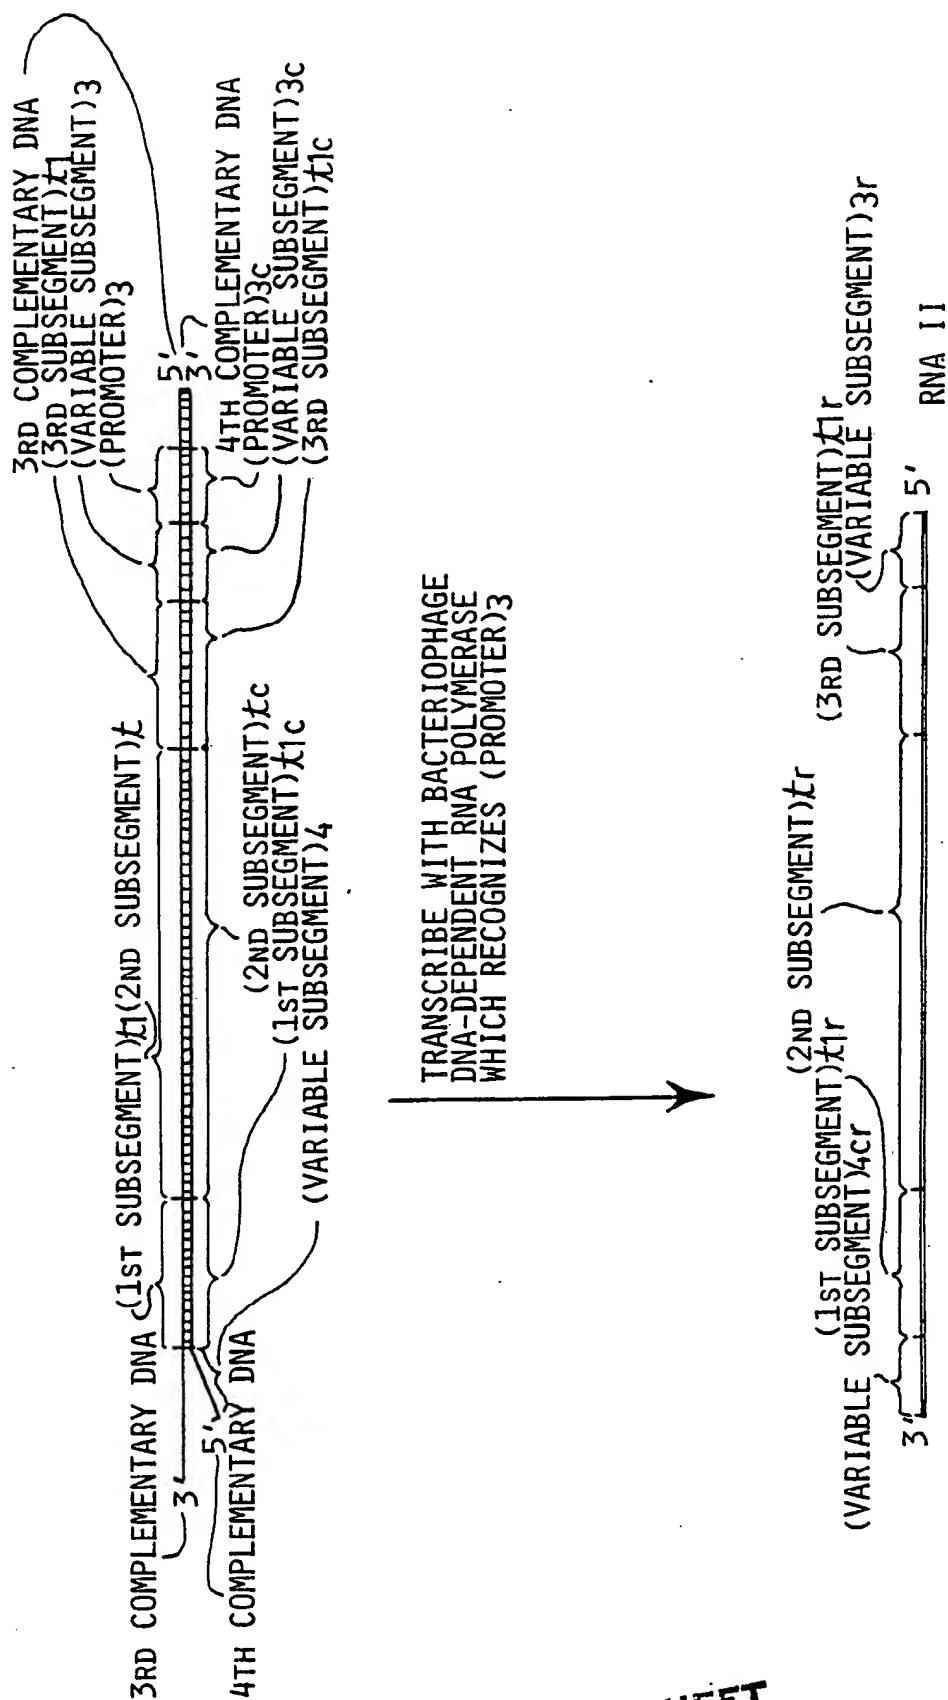 3RD COMPLEMENTARY DNA
(3RD SUBSEGMENT)t1
(VARIABLE SUBSEGMENT)3
(PROMOTER)3
3RD COMPLEMENTARY DNA
(1ST SUBSEGMENT)t1
(2ND SUBSEGMENT)t
3'
5'
5'
3'
4TH COMPLEMENTARY DNA
(2ND SUBSEGMENT)tc
(1ST SUBSEGMENT)t1c
(VARIABLE SUBSEGMENT)4
4TH COMPLEMENTARY DNA
(PROMOTER)3c
(VARIABLE SUBSEGMENT)3c
(3RD SUBSEGMENT)t1c
TRANSCRIBE WITH BACTERIOPHAGE
DNA-DEPENDENT RNA POLYMERASE
WHICH RECOGNIZES (PROMOTER)3
(2ND SUBSEGMENT)tr
(1ST SUBSEGMENT)t1r
(VARIABLE SUBSEGMENT)4cr
(3RD SUBSEGMENT)t1r
(VARIABLE SUBSEGMENT)3r
3'
5'
RNA II